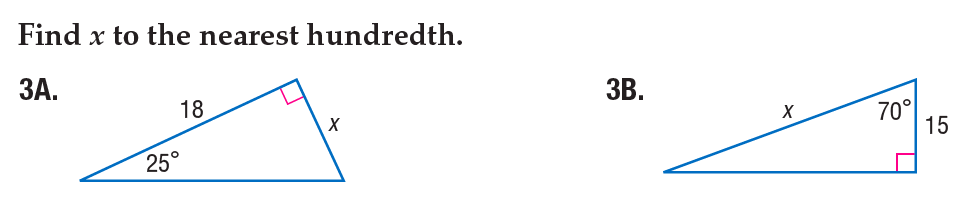 Find x to the nearest hundredth.
3A.
18
x
25°
3B.
x
70°
15